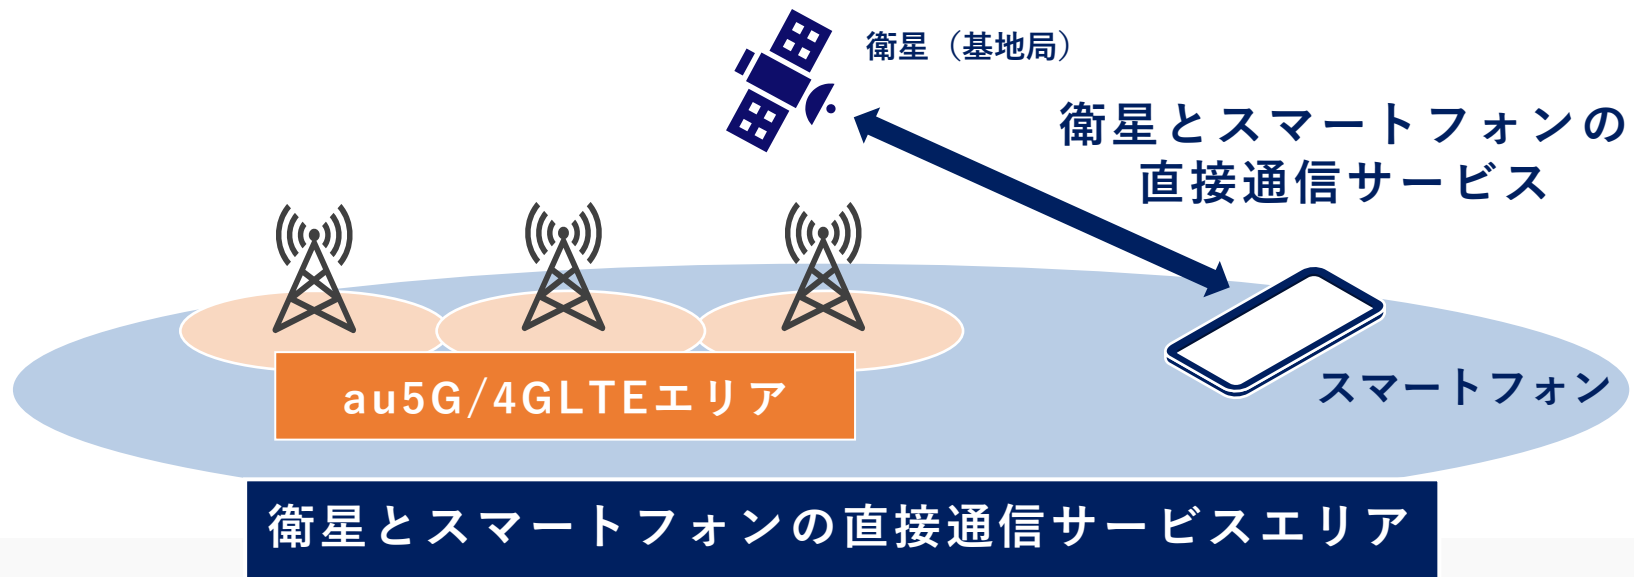 衛星（基地局）
衛星とスマートフォンの
直接通信サービス
au5G/4GLTEエリア
スマートフォン
衛星とスマートフォンの直接通信サービスエリア